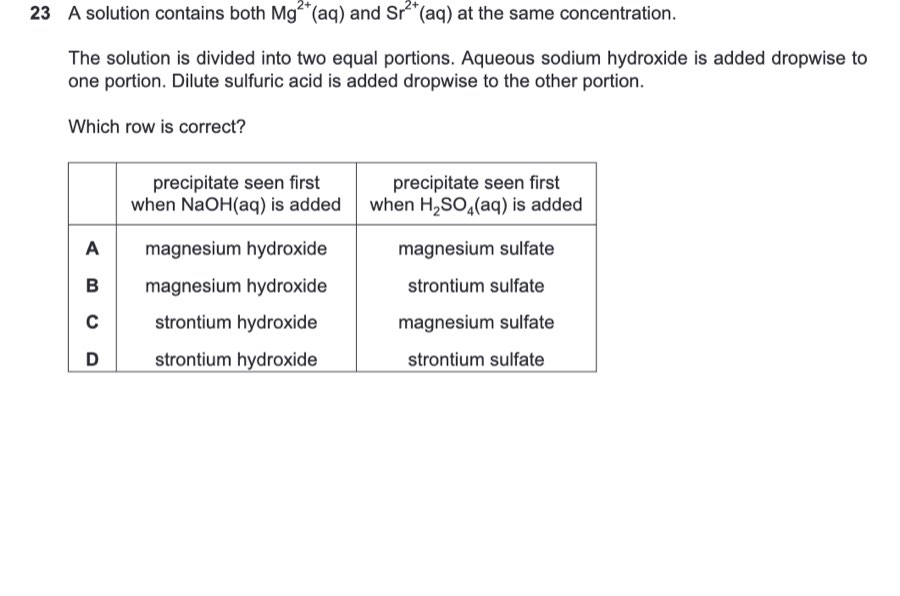 23 A solution contains both Mg²⁺(aq) and Sr²⁺(aq) at the same concentration.
The solution is divided into two equal portions. Aqueous sodium hydroxide is added dropwise to
one portion. Dilute sulfuric acid is added dropwise to the other portion.
Which row is correct?
precipitate seen first when NaOH(aq) is added
precipitate seen first when H₂SO₄(aq) is added
A magnesium hydroxide magnesium sulfate
B magnesium hydroxide strontium sulfate
C strontium hydroxide magnesium sulfate
D strontium hydroxide strontium sulfate